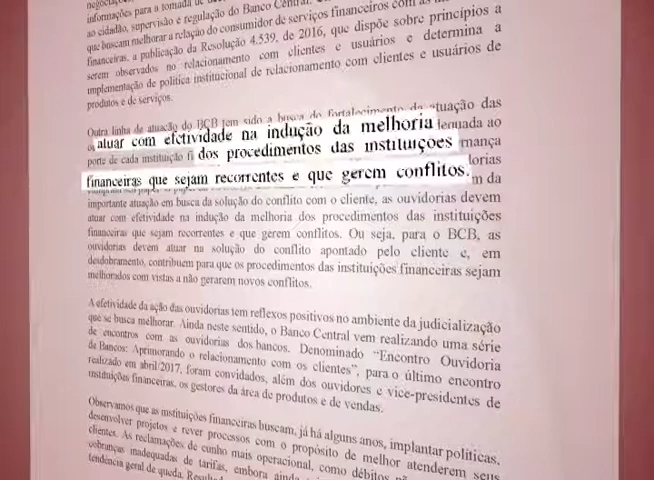 informações para a tomada de
ao cidadão, supervisão e regulação do Banco Central.
que buscam melhorar a relação do consumidor de serviços financeiros com as
financeiras, a publicação da Resolução 4.539, de 2016, que dispõe sobre princípios a
serem observados no relacionamento com clientes e usuários e determina a
implementação de política institucional de relacionamento com clientes e usuários de
produtos e de serviços.
Outra linha de atuação do BCB tem sido a busca do fortalecimento da atuação das
atuar com efetividade na indução da melhoria
ao
porte de cada instituição
dos procedimentos das instituições
financeiras que sejam recorrentes e que gerem conflitos.
m da
importante atuação em busca da solução do conflito com o cliente, as ouvidorias devem
atuar com efetividade na indução da melhoria dos procedimentos das instituições
financeiras que sejam recorrentes e que gerem conflitos. Ou seja, para o BCB, as
ouvidorias devem atuar na solução do conflito apontado pelo cliente e, em
desdobramento, contribuem para que os procedimentos das instituições financeiras sejam
melhorados com vistas a não gerarem novos conflitos.
A efetividade da ação das ouvidorias tem reflexos positivos no ambiente da judicialização
que se busca melhorar. Ainda neste sentido, o Banco Central vem realizando uma série
de encontros com as ouvidorias dos bancos. Denominado "Encontro Ouvidoria
de Bancos: Aprimorando o relacionamento com os clientes", para o último encontro
realizado em abril/2017, foram convidados, além dos ouvidores e vice-presidentes de
instituições financeiras, os gestores da área de produtos e de vendas.
Observamos que as instituições financeiras buscam, já há alguns anos, implantar políticas,
desenvolver projetos e rever processos com o propósito de melhor atenderem seus
clientes. As reclamações de cunho mais operacional, como débitos
cobranças inadequadas de tarifas, embora ainda
tendência geral de queda.